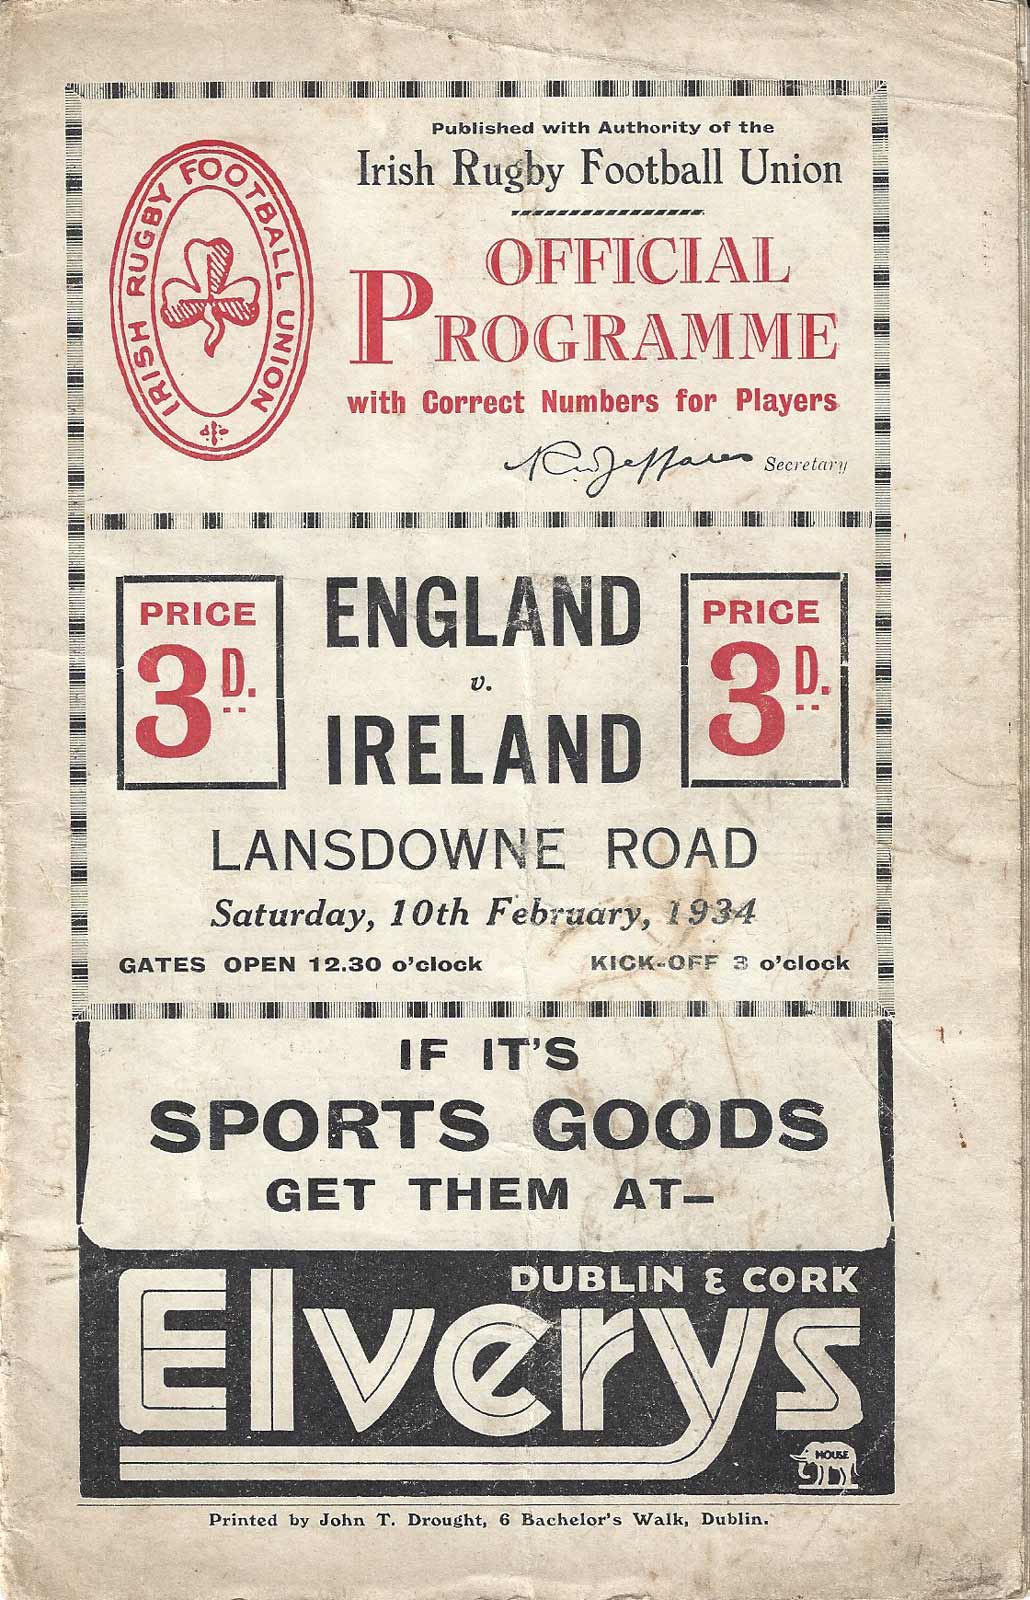 Published with Authority of the
Irish Rugby Football Union
IRISH RUGBY FOOTBALL UNION
OFFICIAL
PROGRAMME
with Correct Numbers for Players
R W Jeffares Secretary
PRICE
3D.
ENGLAND
v.
IRELAND
PRICE
3D.
LANSDOWNE ROAD
Saturday, 10th February, 1934
GATES OPEN 12.30 o'clock KICK-OFF 3 o'clock
IF IT'S
SPORTS GOODS
GET THEM AT–
DUBLIN & CORK
Elverys
HOUSE
Printed by John T. Drought, 6 Bachelor's Walk, Dublin.